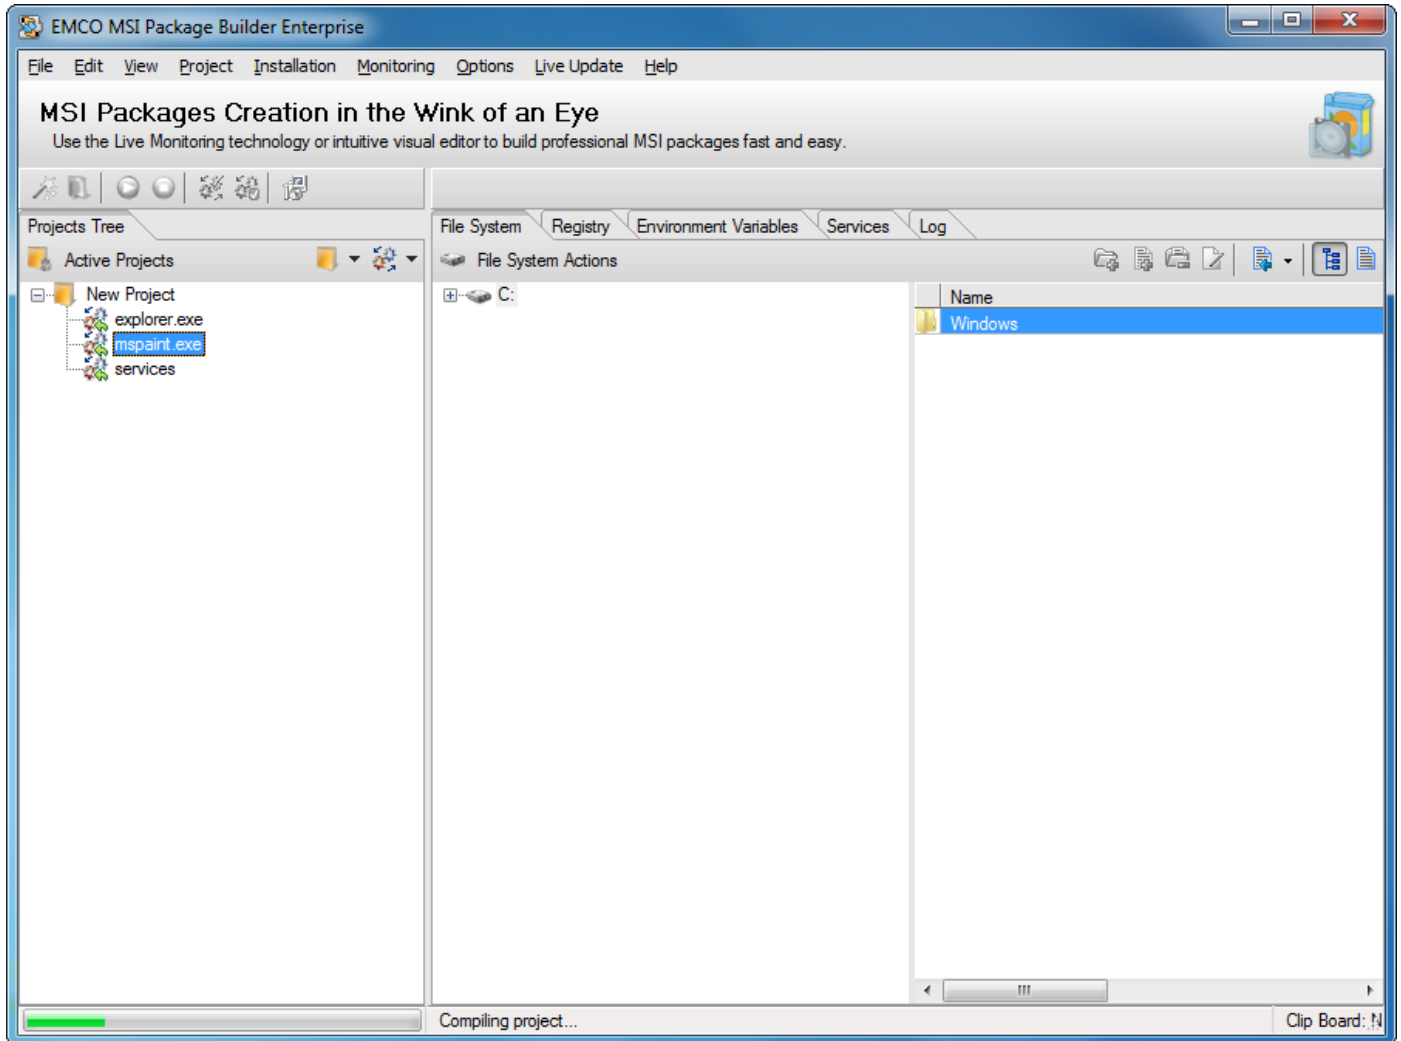 EMCO MSI Package Builder Enterprise
File Edit View Project Installation Monitoring Options Live Update Help
MSI Packages Creation in the Wink of an Eye
Use the Live Monitoring technology or intuitive visual editor to build professional MSI packages fast and easy.
Projects Tree
File System Registry Environment Variables Services Log
Active Projects
File System Actions
New Project
explorer.exe
mspaint.exe
services
C:
Name
Windows
Compiling project...
Clip Board: N